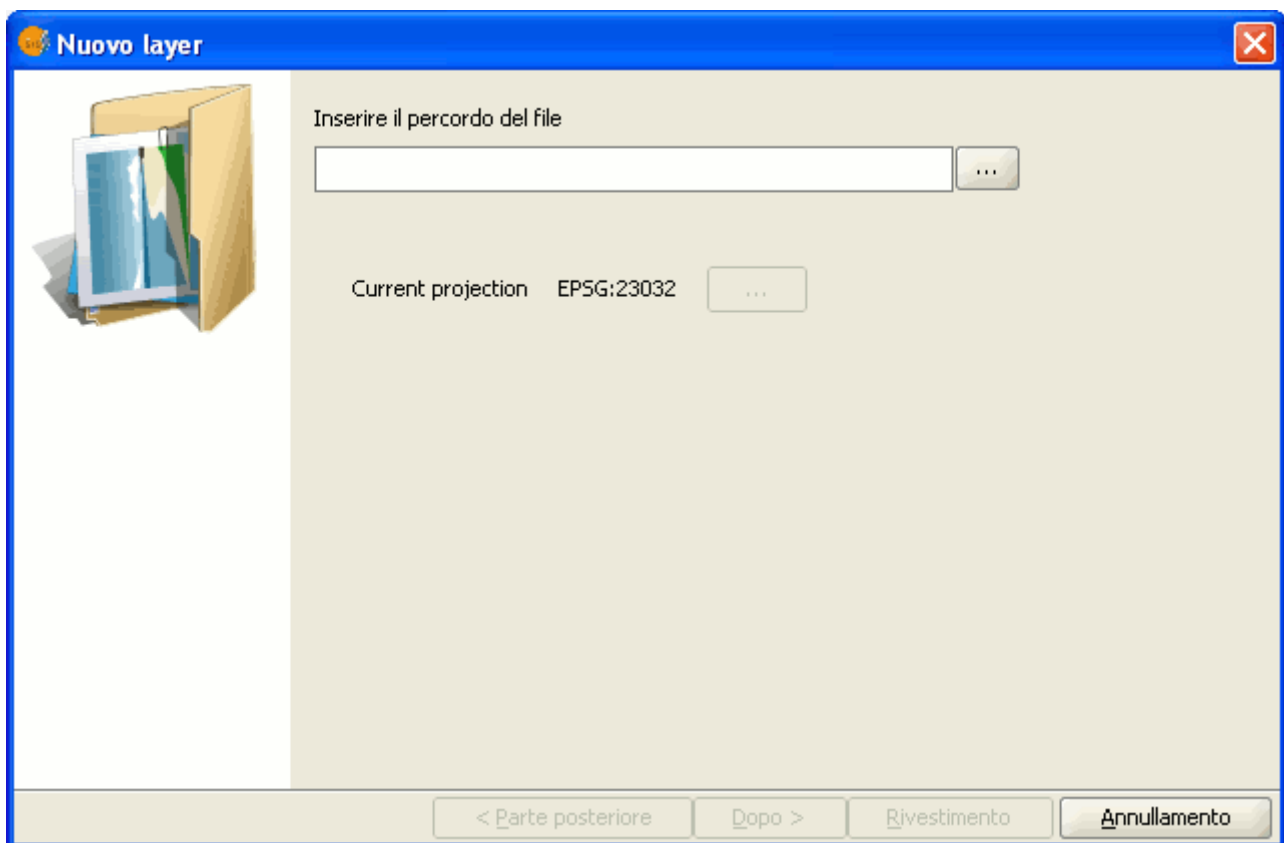 Nuovo layer
Inserire il percordo del file
...
Current projection EPSG:23032 ...
< Parte posteriore Dopo > Rivestimento Annullamento